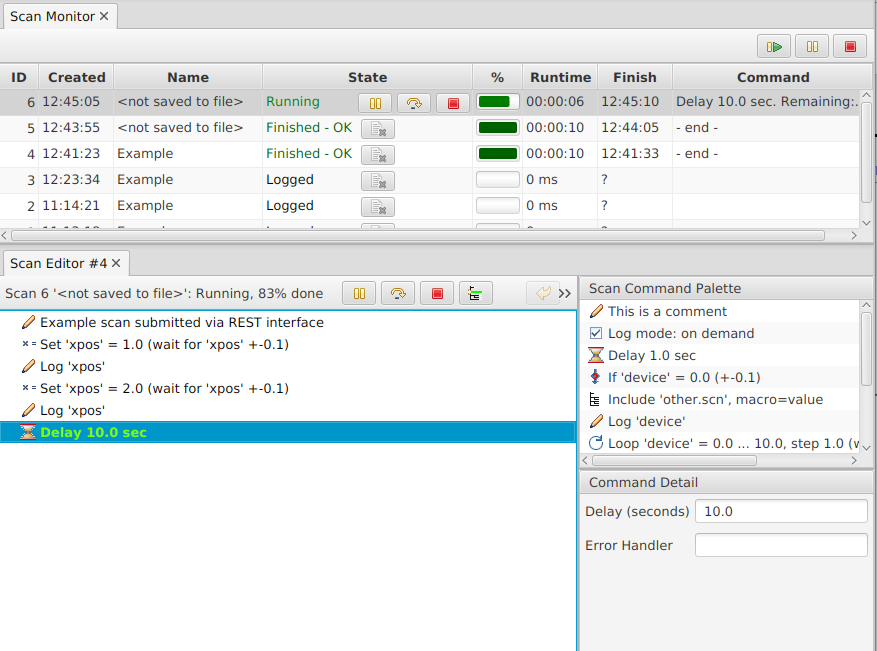 Scan Monitor
ID Created Name State % Runtime Finish Command
6 12:45:05 <not saved to file> Running 00:00:06 12:45:10 Delay 10.0 sec. Remaining:..
5 12:43:55 <not saved to file> Finished - OK 00:00:10 12:44:05 - end -
4 12:41:23 Example Finished - OK 00:00:10 12:41:33 - end -
3 12:23:34 Example Logged 0 ms ?
2 11:14:21 Example Logged 0 ms ?
Scan Editor #4
Scan 6 '<not saved to file>': Running, 83% done
Example scan submitted via REST interface
Set 'xpos' = 1.0 (wait for 'xpos' +-0.1)
Log 'xpos'
Set 'xpos' = 2.0 (wait for 'xpos' +-0.1)
Log 'xpos'
Delay 10.0 sec
Scan Command Palette
This is a comment
Log mode: on demand
Delay 1.0 sec
If 'device' = 0.0 (+-0.1)
Include 'other.scn', macro=value
Log 'device'
Loop 'device' = 0.0 ... 10.0, step 1.0 (w
Command Detail
Delay (seconds) 10.0
Error Handler